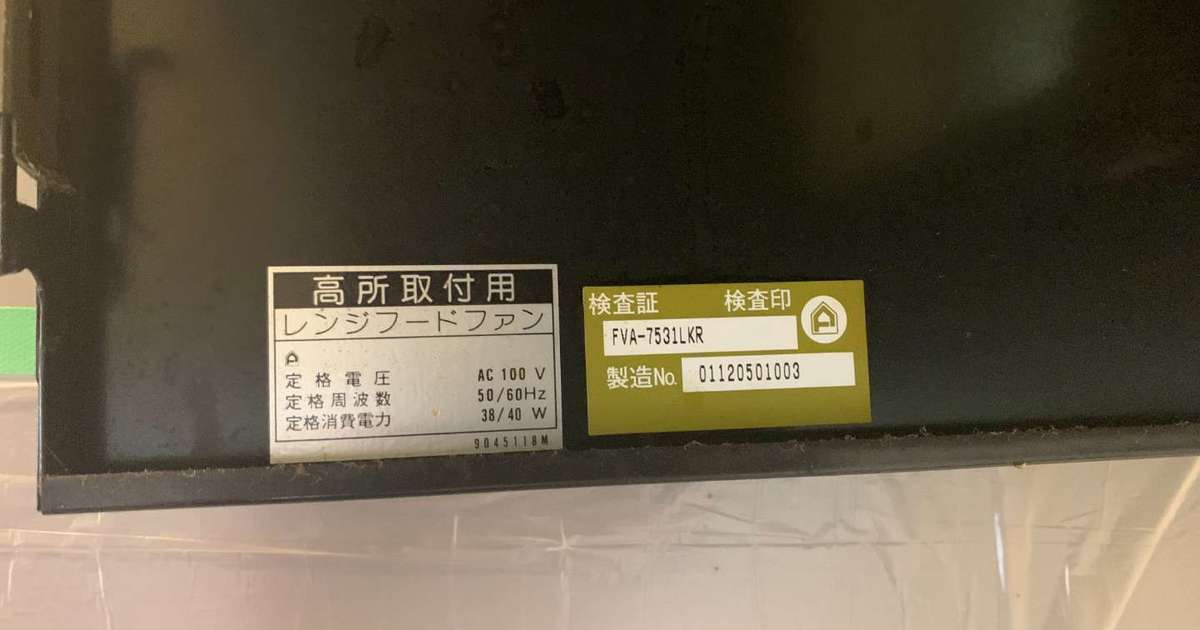 高所取付用
レンジフードファン
定格電圧 AC 100 V
定格周波数 50/60Hz
定格消費電力 38/40 W
9045118M
検査証 検査印
FVA-7531LKR
製造No. 01120501003